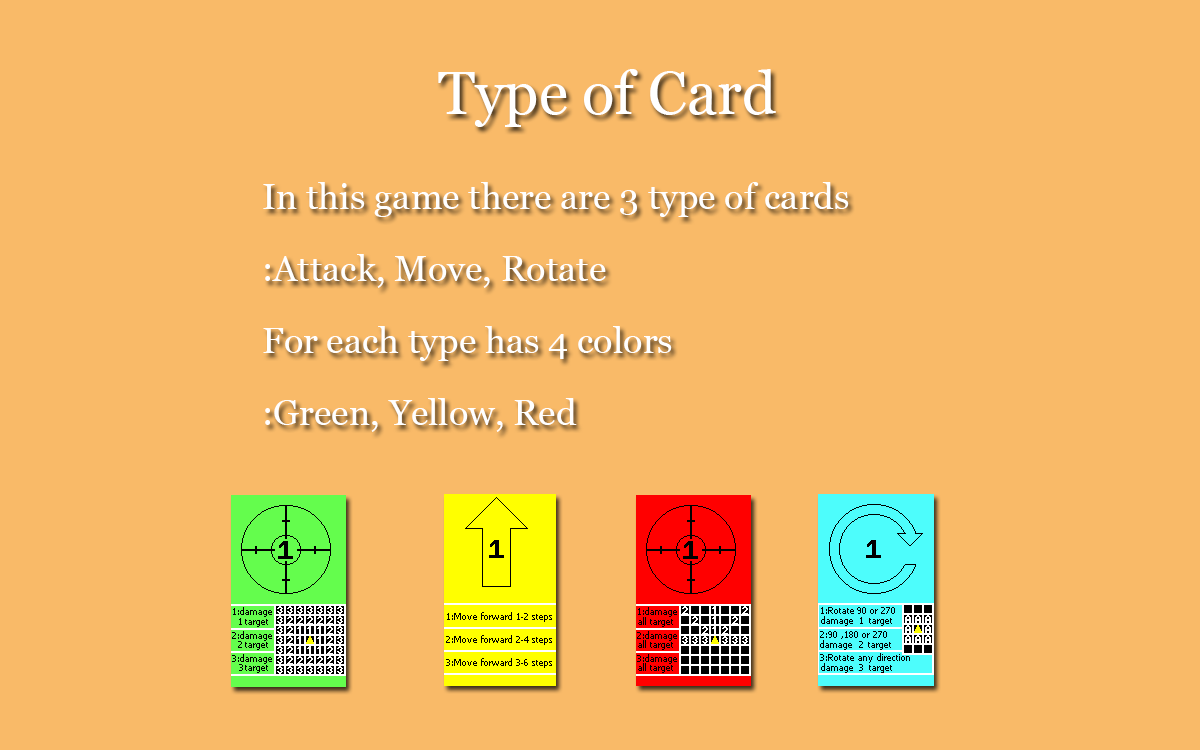 Type of Card
In this game there are 3 type of cards
:Attack, Move, Rotate
For each type has 4 colors
:Green, Yellow, Red
1
1:damage
1 target
2:damage
2 target
3:damage
3target
1
1:Move forward 1-2 steps
2:Move forward 2-4 steps
3:Move forward 3-6 steps
1
1:damage
all target
2:damage
all target
3:damage
all target
1
1:Rotate 90 or 270
damage 1 target
2:90 ,180 or 270
damage 2 target
3:Rotate any direction
damage 3 target